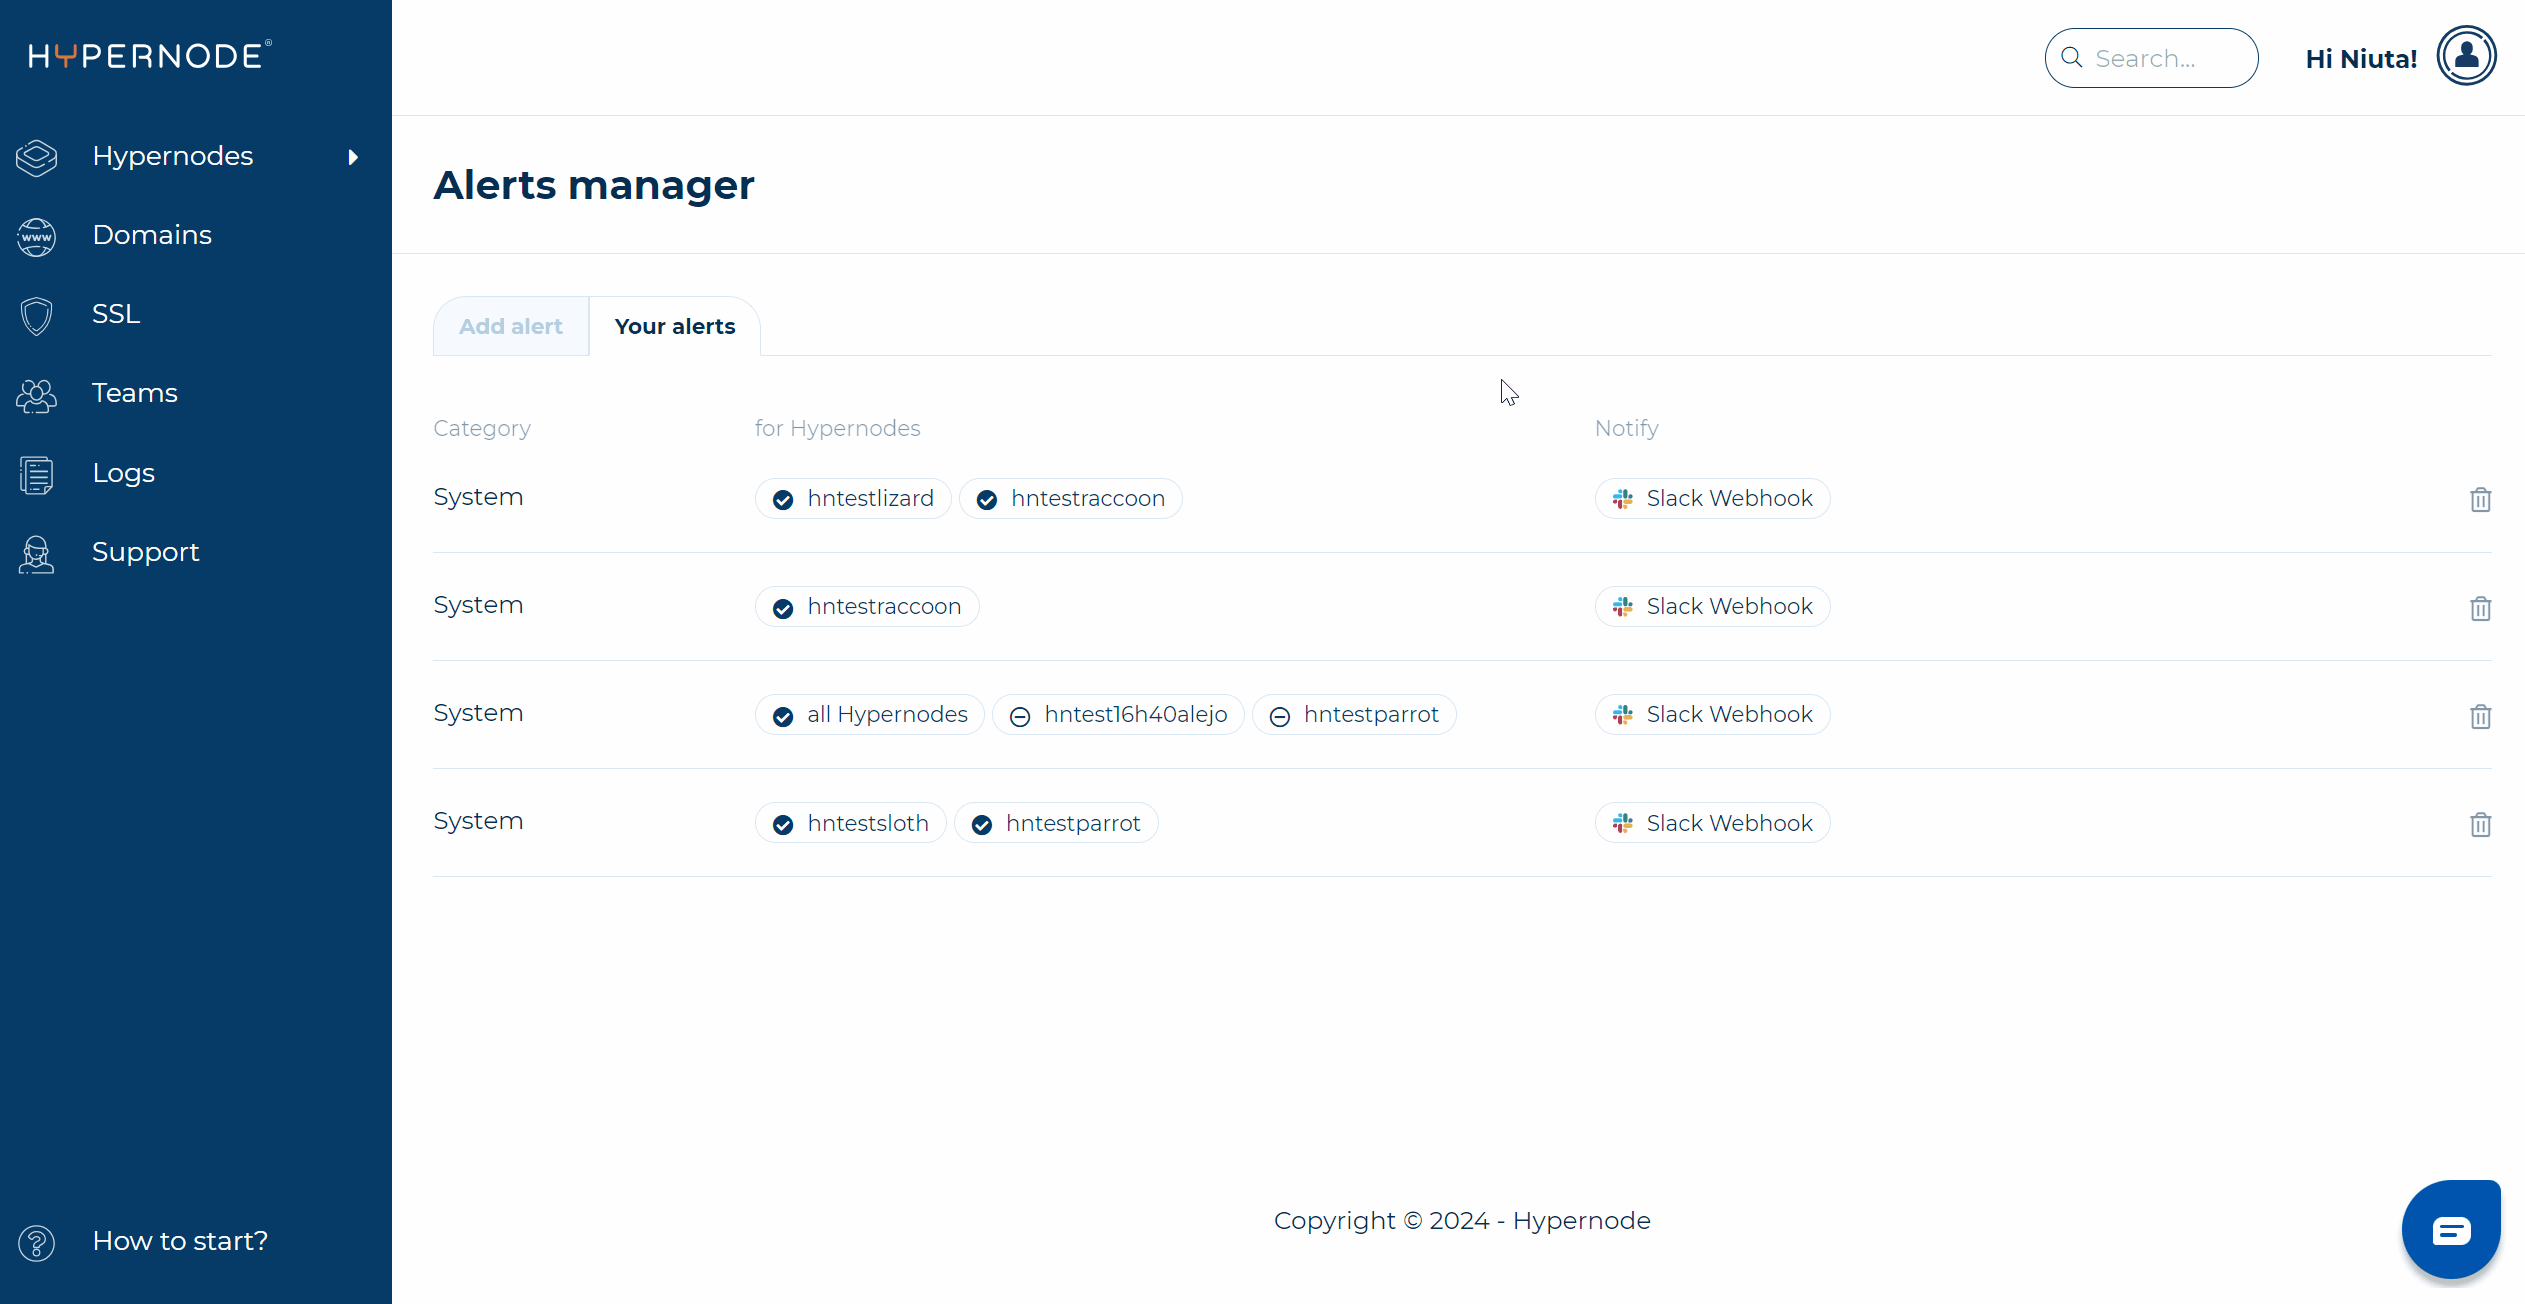 HYPERNODE®
Search...
Hi Niuta!
Hypernodes
Domains
www
SSL
Teams
Logs
Support
How to start?
Alerts manager
Add alert
Your alerts
Category for Hypernodes Notify
System hntestlizard hntestraccoon Slack Webhook
System hntestraccoon Slack Webhook
System all Hypernodes hntest16h40alejo hntestparrot Slack Webhook
System hntestsloth hntestparrot Slack Webhook
Copyright © 2024 - Hypernode